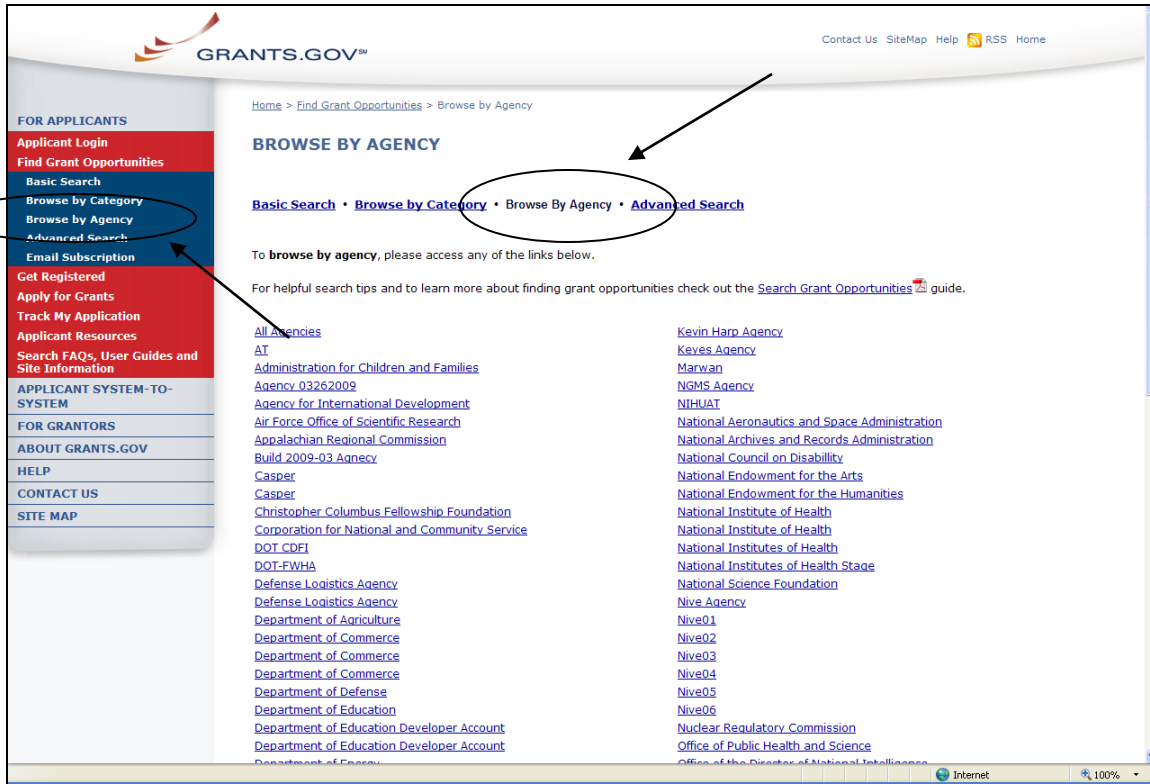 GRANTS.GOV℠
Contact Us SiteMap Help RSS Home
FOR APPLICANTS
Applicant Login
Find Grant Opportunities
Basic Search
Browse by Category
Browse by Agency
Advanced Search
Email Subscription
Get Registered
Apply for Grants
Track My Application
Applicant Resources
Search FAQs, User Guides and
Site Information
APPLICANT SYSTEM-TO-
SYSTEM
FOR GRANTORS
ABOUT GRANTS.GOV
HELP
CONTACT US
SITE MAP
Home > Find Grant Opportunities > Browse by Agency
BROWSE BY AGENCY
Basic Search • Browse by Category • Browse By Agency • Advanced Search
To browse by agency, please access any of the links below.
For helpful search tips and to learn more about finding grant opportunities check out the Search Grant Opportunities guide.
All Agencies
AT
Administration for Children and Families
Agency 03262009
Agency for International Development
Air Force Office of Scientific Research
Appalachian Regional Commission
Build 2009-03 Agnecy
Casper
Casper
Christopher Columbus Fellowship Foundation
Corporation for National and Community Service
DOT CDFI
DOT-FWHA
Defense Logistics Agency
Defense Logistics Agency
Department of Agriculture
Department of Commerce
Department of Commerce
Department of Commerce
Department of Defense
Department of Education
Department of Education Developer Account
Department of Education Developer Account
Department of Energy
Kevin Harp Agency
Keyes Agency
Marwan
NGMS Agency
NIHUAT
National Aeronautics and Space Administration
National Archives and Records Administration
National Council on Disabillity
National Endowment for the Arts
National Endowment for the Humanities
National Institute of Health
National Institute of Health
National Institutes of Health
National Institutes of Health Stage
National Science Foundation
Nive Agency
Nive01
Nive02
Nive03
Nive04
Nive05
Nive06
Nuclear Regulatory Commission
Office of Public Health and Science
Office of the Director of National Intelligence
Internet
100%